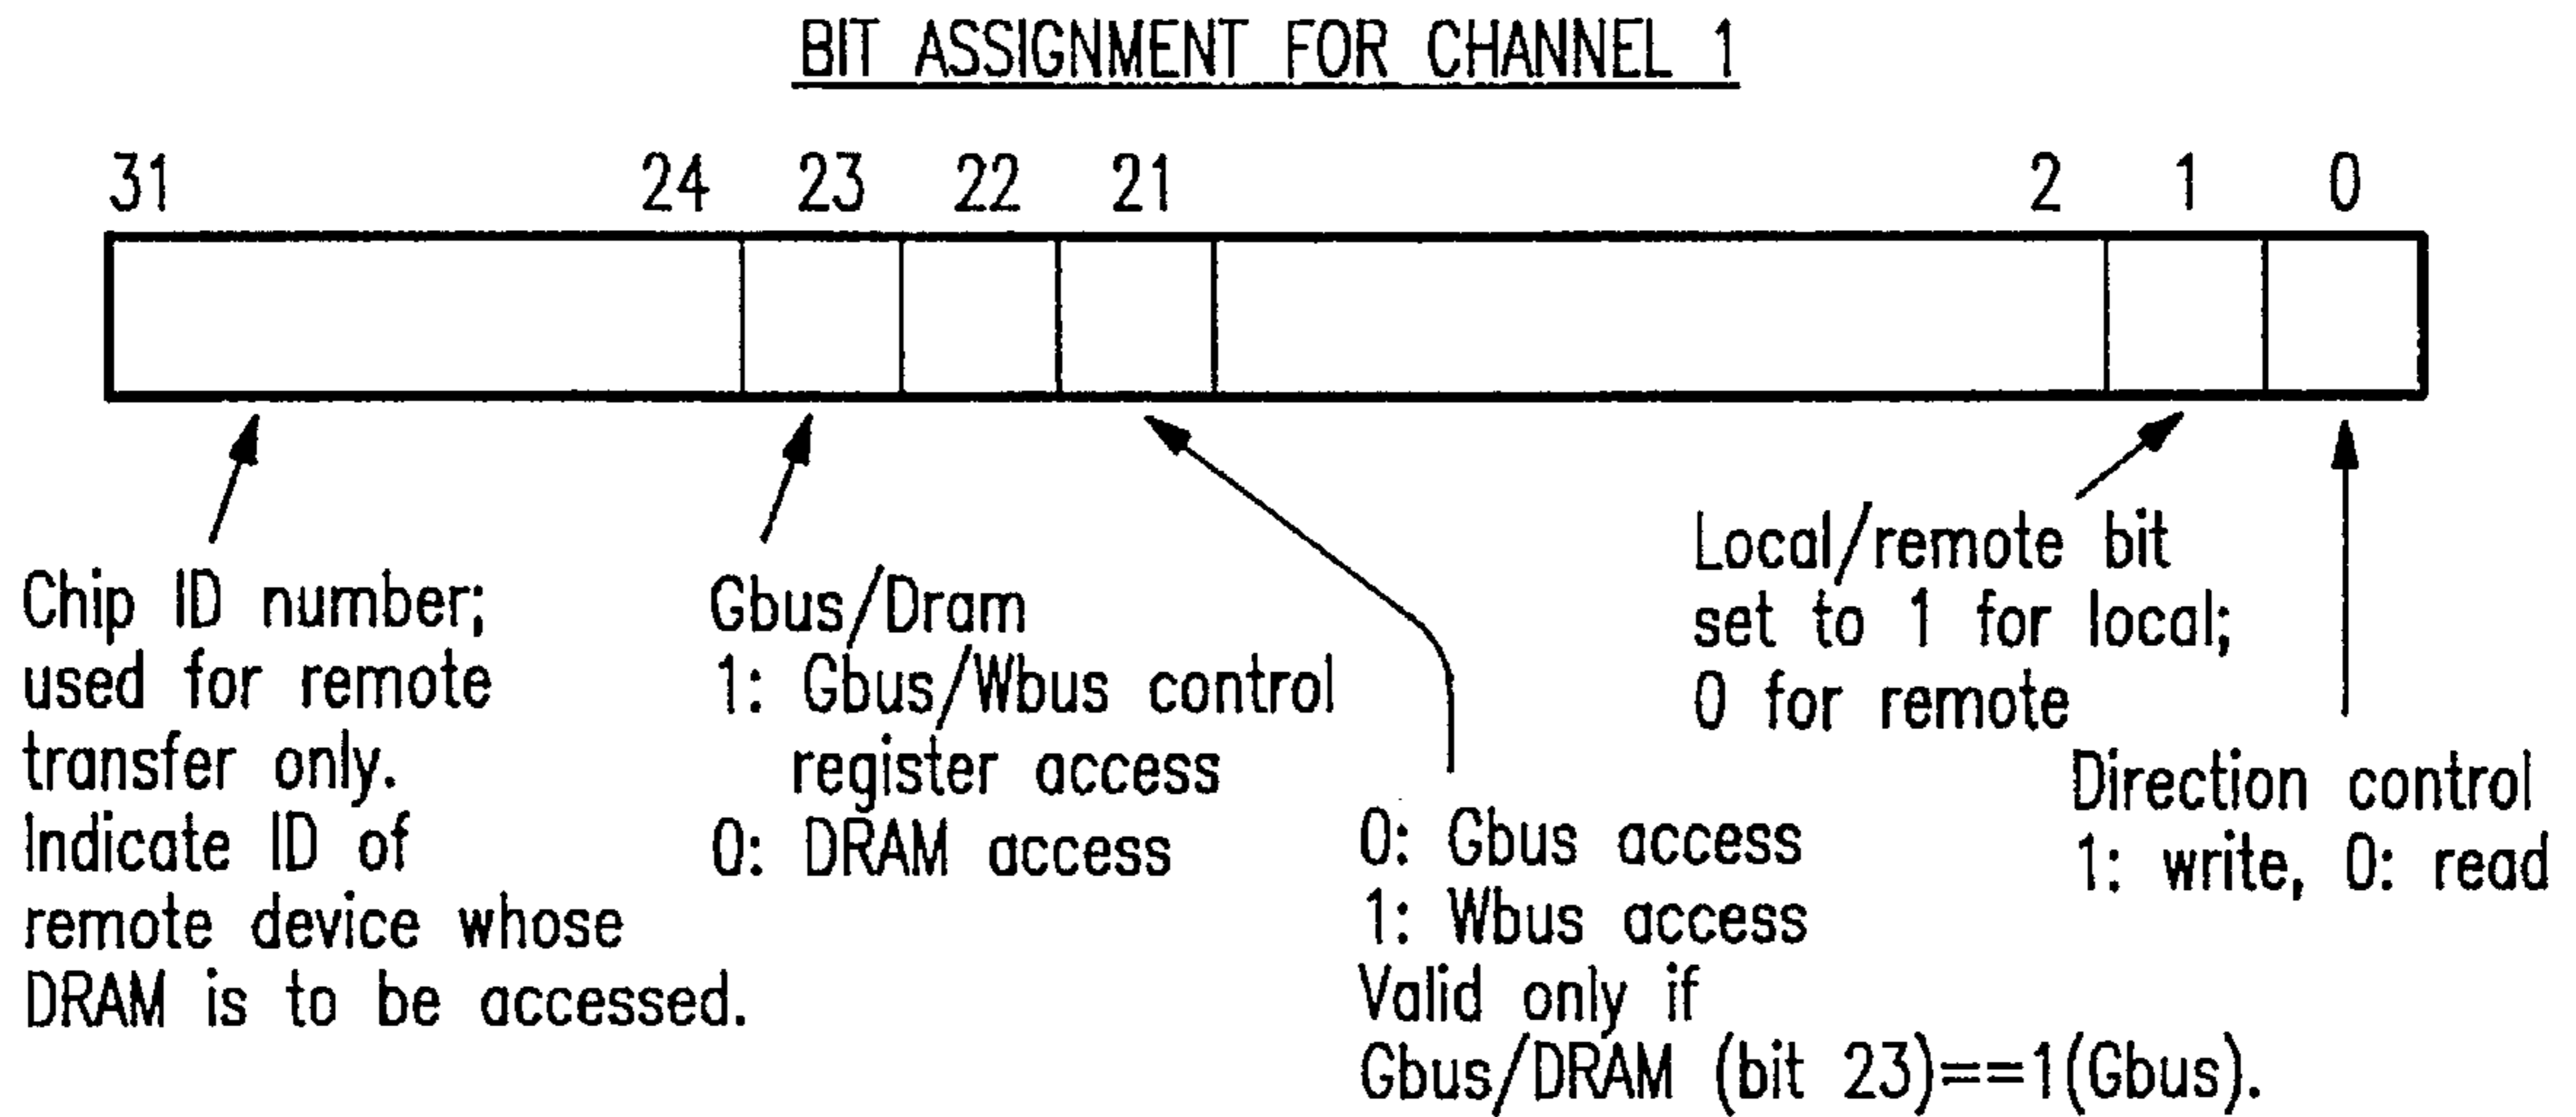 BIT ASSIGNMENT FOR CHANNEL 1
31 24 23 22 21 2 1 0
Chip ID number;
used for remote
transfer only.
Indicate ID of
remote device whose
DRAM is to be accessed.
Gbus/Dram
1: Gbus/Wbus control
register access
0: DRAM access
0: Gbus access
1: Wbus access
Valid only if
Gbus/DRAM (bit 23)==1(Gbus).
Local/remote bit
set to 1 for local;
0 for remote
Direction control
1: write, 0: read